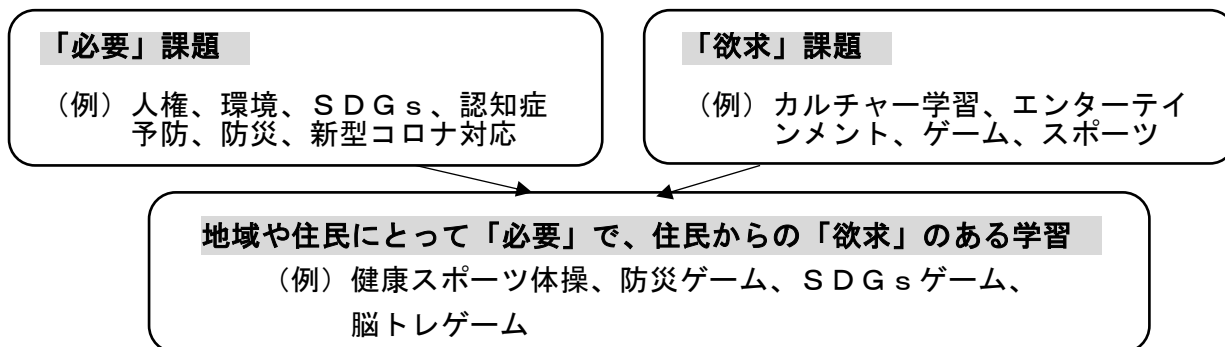 「必要」課題
（例）人権、環境、ＳＤＧｓ、認知症
予防、防災、新型コロナ対応
「欲求」課題
（例）カルチャー学習、エンターテイ
ンメント、ゲーム、スポーツ
地域や住民にとって「必要」で、住民からの「欲求」のある学習
（例）健康スポーツ体操、防災ゲーム、ＳＤＧｓゲーム、
脳トレゲーム